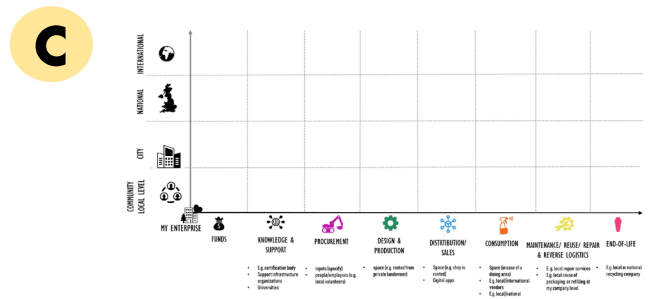 C
INTERNATIONAL
NATIONAL
CITY
COMMUNITY
LOCAL LEVEL
MY ENTERPRISE
FUNDS
KNOWLEDGE &
SUPPORT
PROCUREMENT
DESIGN &
PRODUCTION
DISTRIBUTION/
SALES
CONSUMPTION
MAINTENANCE/ REUSE/ REPAIR
& REVERSE LOGISTICS
END-OF-LIFE
• E.g. certification body
• Support infrastructure
organizations
• Universities
• inputs (specify)
• people/employees (e.g.
local volunteers)
• space (e.g. rented from
private landowner)
• Space (e.g. shop is
rented)
• Digital apps
• Space (in case of a
dining area)
• E.g. local/international
vendors
• E.g. local/national
• E.g. local repair services
• E.g. local reuse of
packaging or refilling at
my company level
• E.g. local or national
recycling company